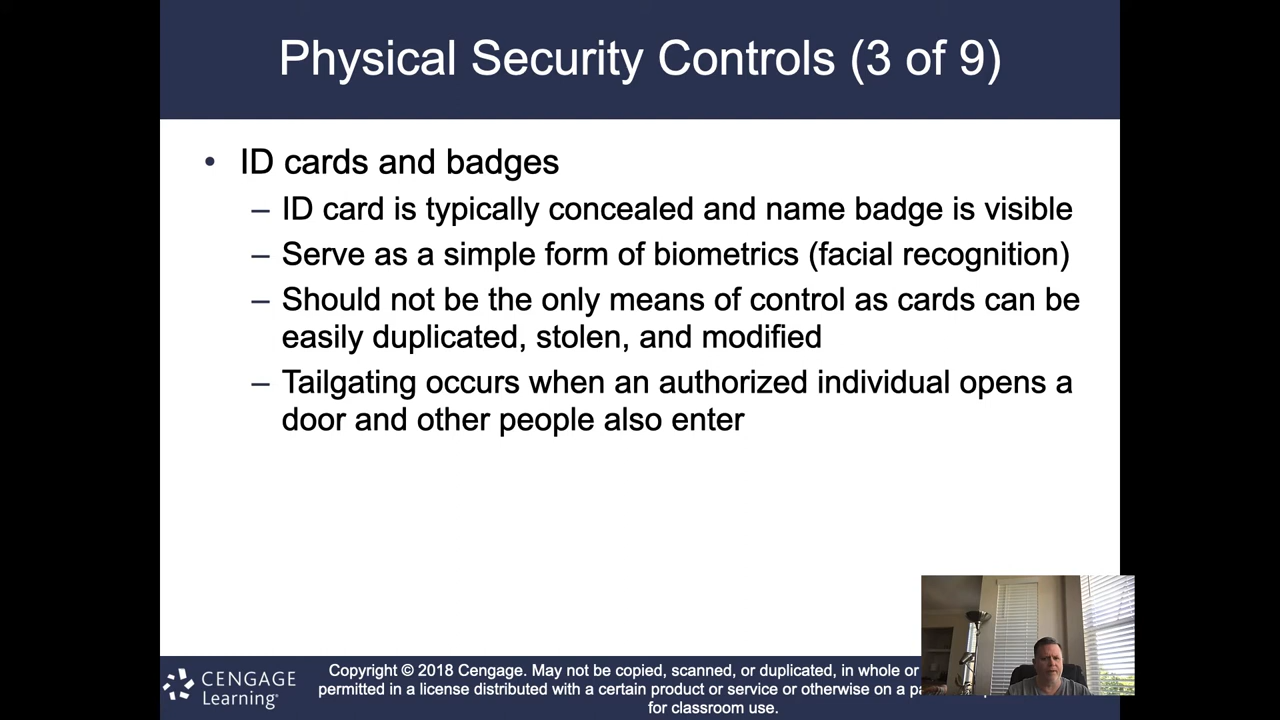 Physical Security Controls (3 of 9)
• ID cards and badges
– ID card is typically concealed and name badge is visible
– Serve as a simple form of biometrics (facial recognition)
– Should not be the only means of control as cards can be
easily duplicated, stolen, and modified
– Tailgating occurs when an authorized individual opens a
door and other people also enter
CENGAGE
Learning
Copyright © 2018 Cengage. May not be copied, scanned, or duplicated, in whole or
permitted in a license distributed with a certain product or service or otherwise on a
for classroom use.